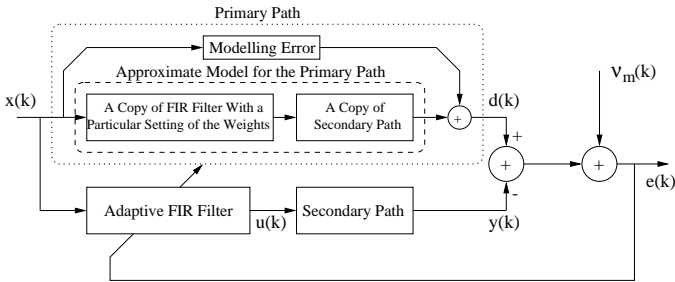 Primary Path
Modelling Error
Approximate Model for the Primary Path
x(k)
A Copy of FIR Filter With a
Particular Setting of the Weights
A Copy of
Secondary Path
+
d(k)
ν_m(k)
+
+
+
-
e(k)
Adaptive FIR Filter
u(k)
Secondary Path
y(k)